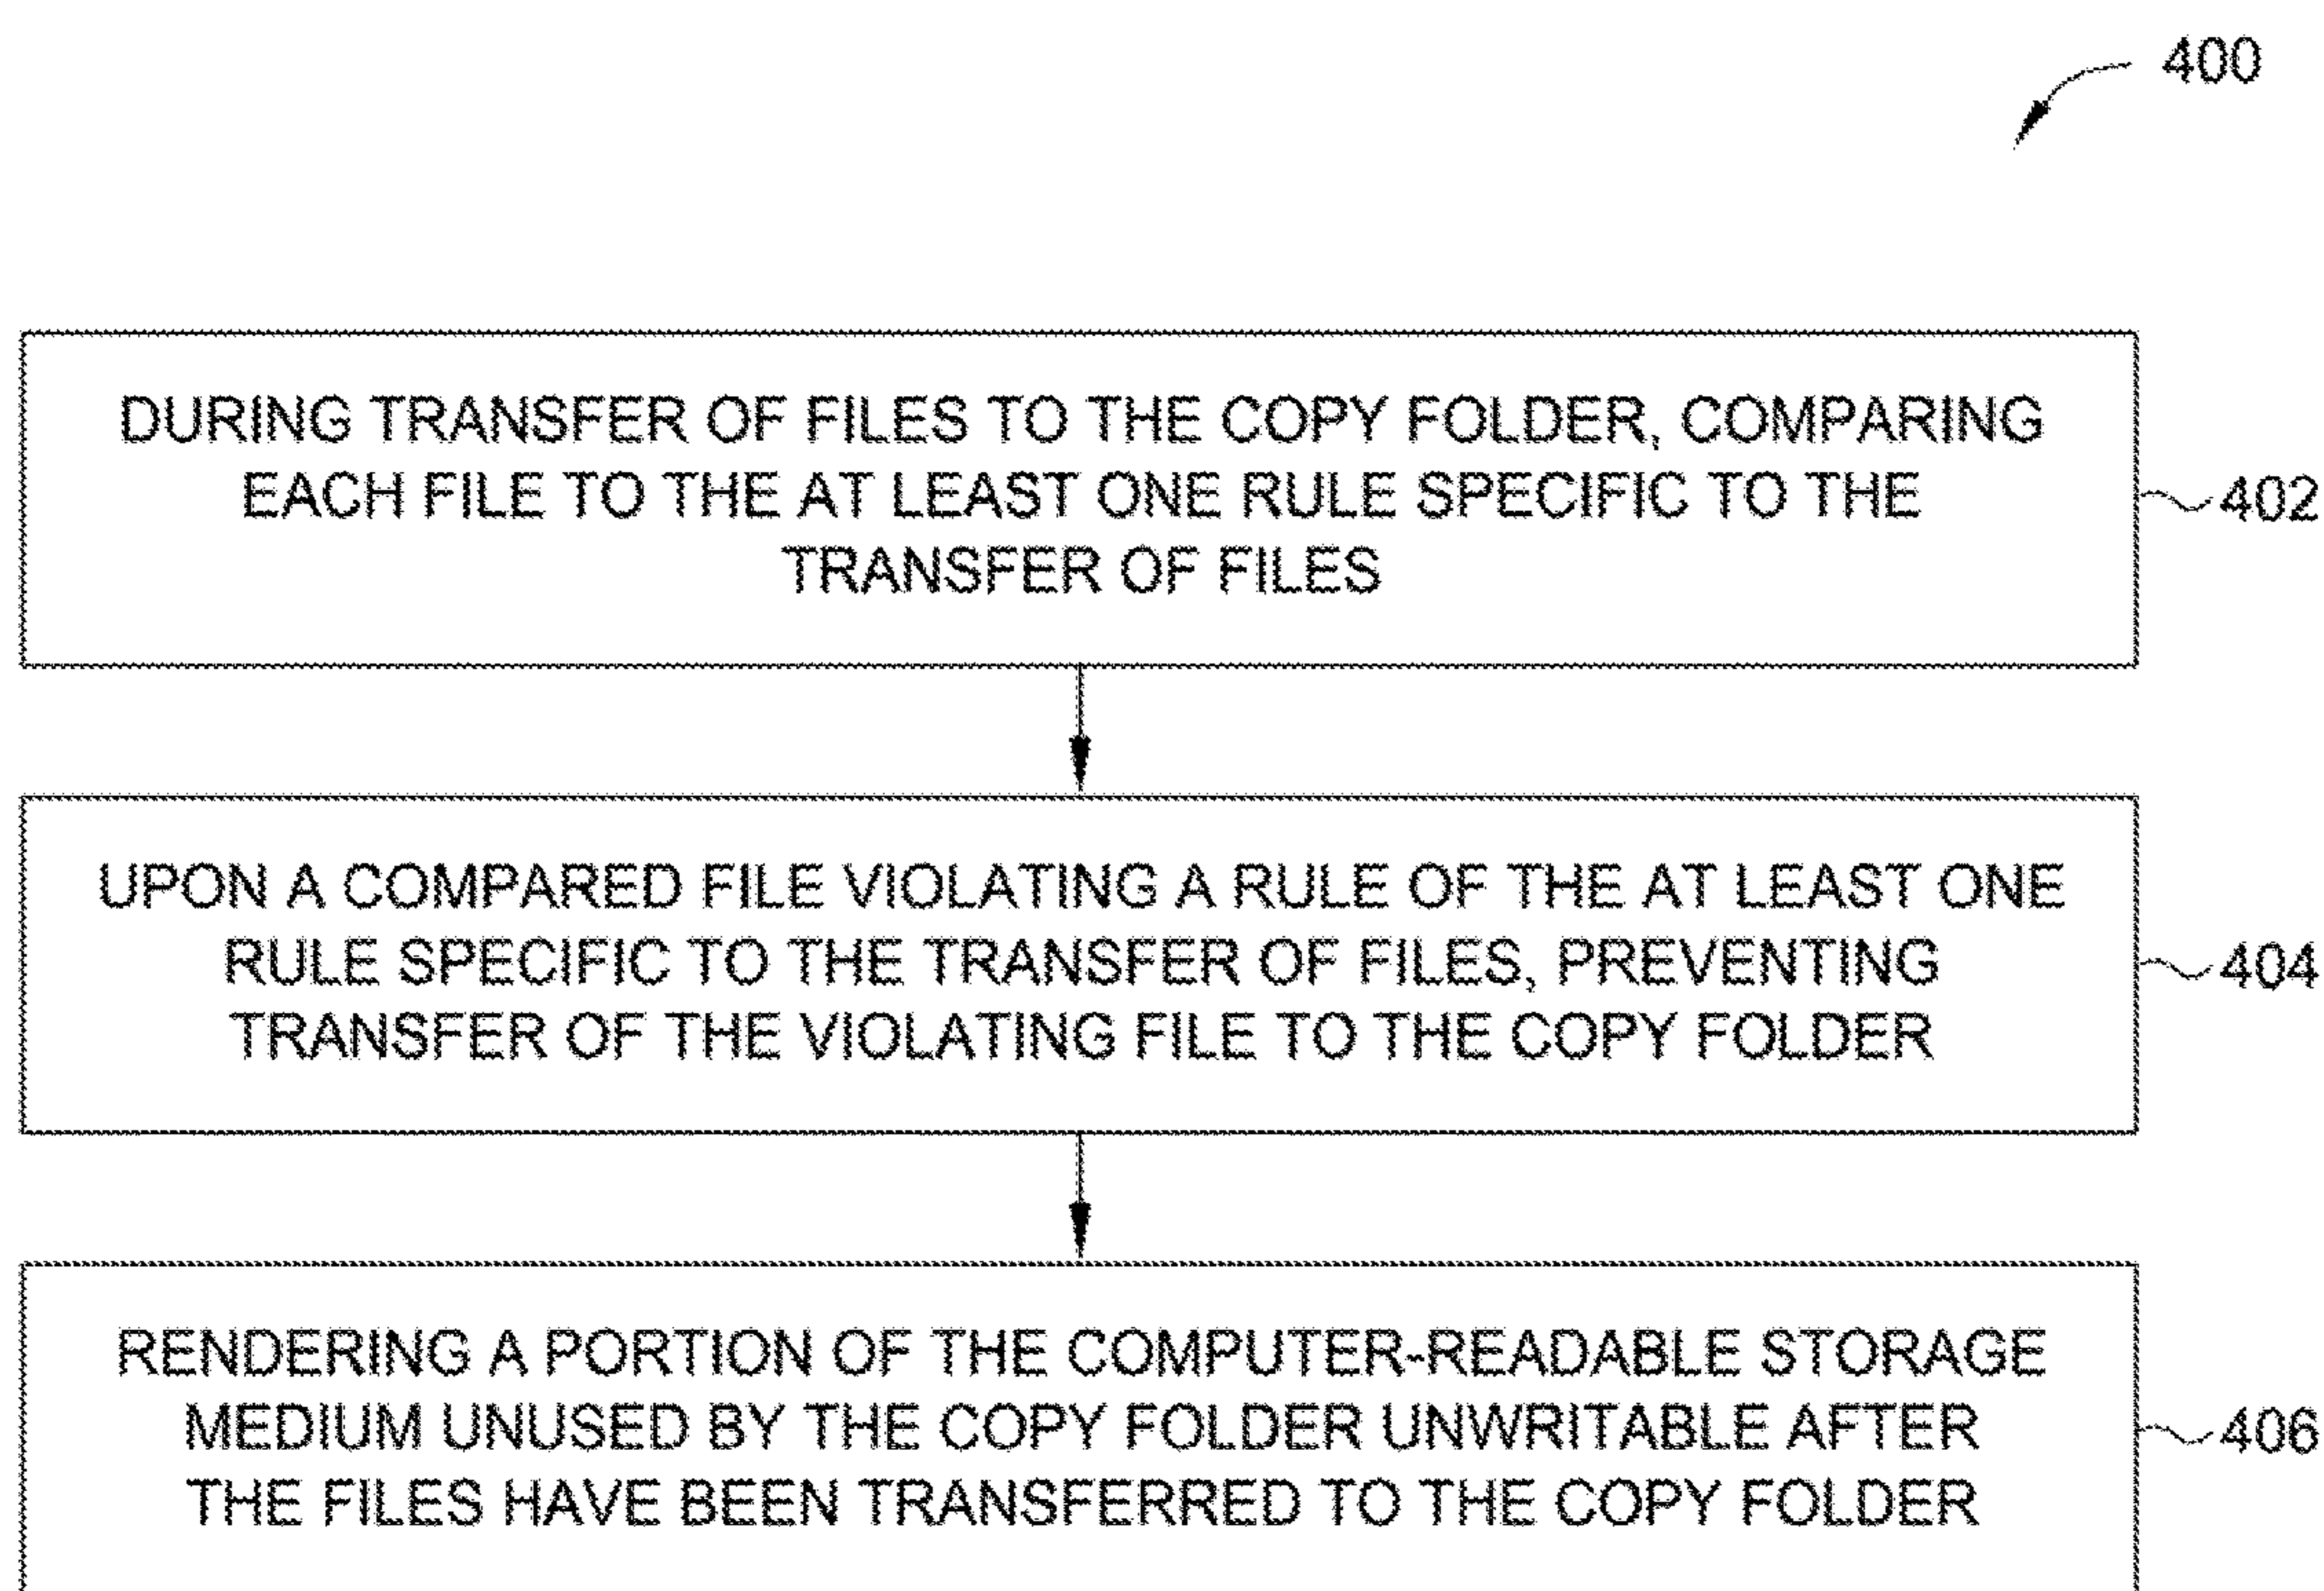 400
DURING TRANSFER OF FILES TO THE COPY FOLDER, COMPARING
EACH FILE TO THE AT LEAST ONE RULE SPECIFIC TO THE
TRANSFER OF FILES
402
UPON A COMPARED FILE VIOLATING A RULE OF THE AT LEAST ONE
RULE SPECIFIC TO THE TRANSFER OF FILES, PREVENTING
TRANSFER OF THE VIOLATING FILE TO THE COPY FOLDER
404
RENDERING A PORTION OF THE COMPUTER-READABLE STORAGE
MEDIUM UNUSED BY THE COPY FOLDER UNWRITABLE AFTER
THE FILES HAVE BEEN TRANSFERRED TO THE COPY FOLDER
406